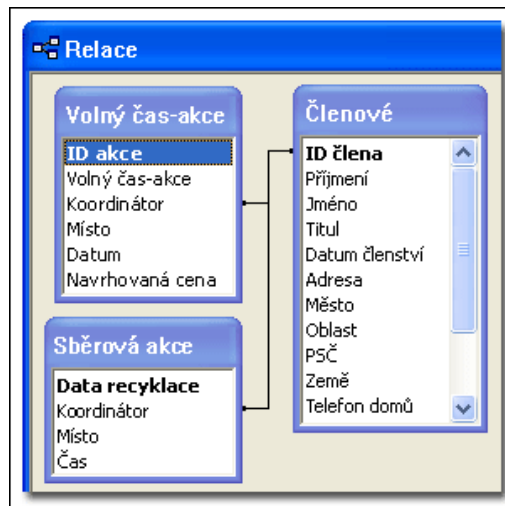 Relace
Volný čas-akce
ID akce
Volný čas-akce
Koordinátor
Místo
Datum
Navrhovaná cena
Členové
ID člena
Příjmení
Jméno
Titul
Datum členství
Adresa
Město
Oblast
PSČ
Země
Telefon domů
Sběrová akce
Data recyklace
Koordinátor
Místo
Čas